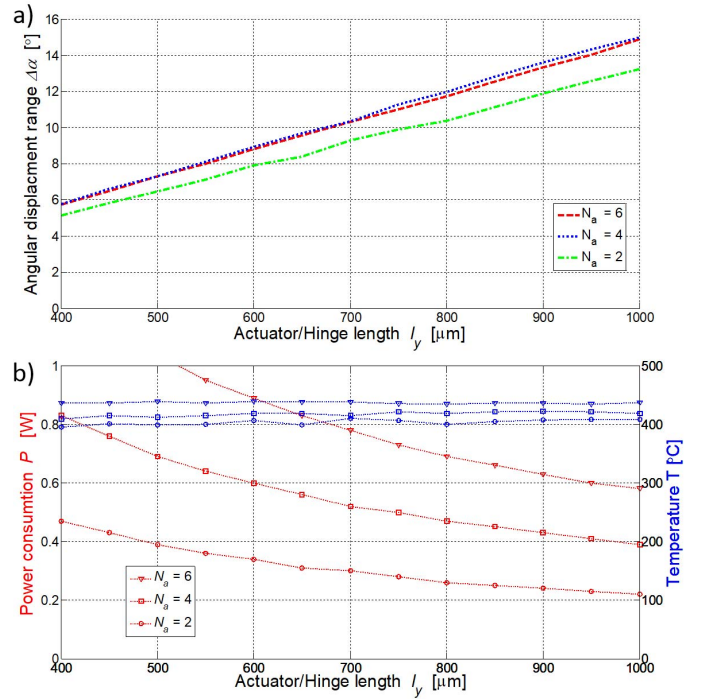 a)
Angular displacment range Δα [°]
16
14
12
10
8
6
4
2
0
N_a = 6
N_a = 4
N_a = 2
400 500 600 700 800 900 1000
Actuator/Hinge length l_y [μm]
b)
Power consumtion P [W]
1
0.8
0.6
0.4
0.2
0
500
400
300
200
100
0
Temperature T [°C]
N_a = 6
N_a = 4
N_a = 2
400 500 600 700 800 900 1000
Actuator/Hinge length l_y [μm]